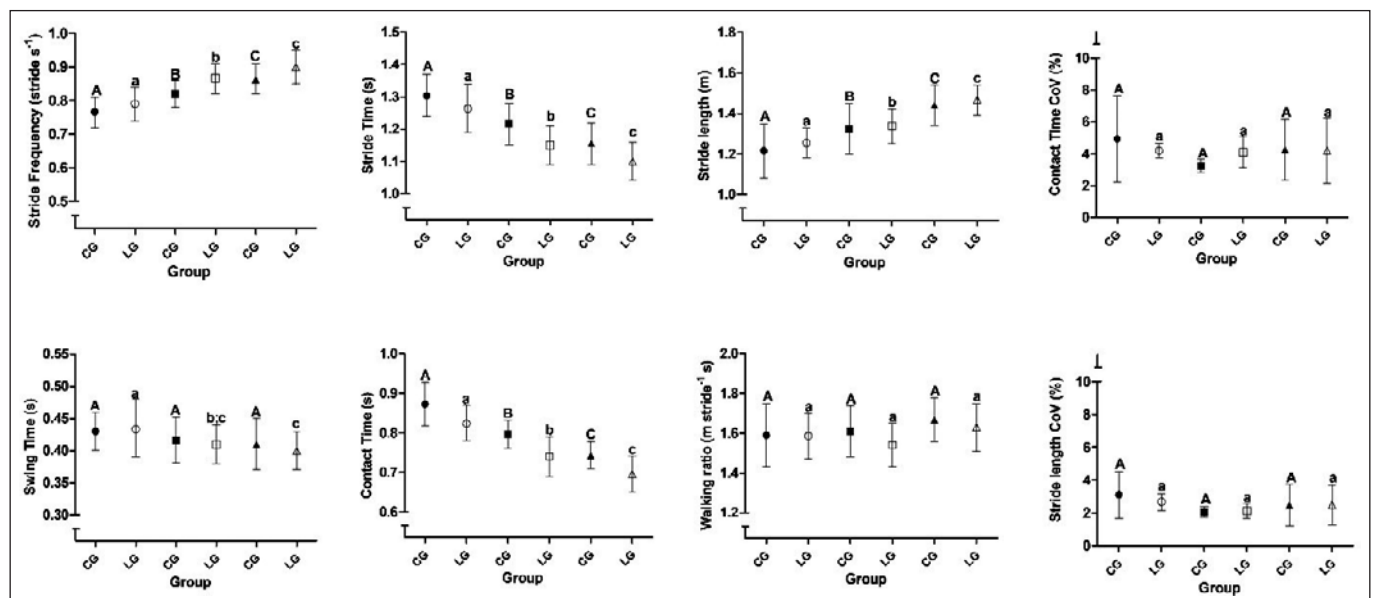 Stride Frequency (stride s⁻¹)
1.0
0.9
0.8
0.7
0.6
0.5
A a B b C c
CG LG CG LG CG LG
Group
Stride Time (s)
1.5
1.4
1.3
1.2
1.1
1.0
A a B b C c
CG LG CG LG CG LG
Group
Stride length (m)
1.8
1.6
1.4
1.2
1.0
A a B b C c
CG LG CG LG CG LG
Group
Contact Time CoV (%)
10
8
6
4
2
0
A a A a A a
CG LG CG LG CG LG
Group
Swing Time (s)
0.55
0.50
0.45
0.40
0.35
0.30
A a A b;c A c
CG LG CG LG CG LG
Group
Contact Time (s)
1.0
0.9
0.8
0.7
0.6
A a B b C c
CG LG CG LG CG LG
Group
Walking ratio (m stride⁻¹ s)
2.0
1.8
1.6
1.4
1.2
A a A a A a
CG LG CG LG CG LG
Group
Stride length CoV (%)
10
8
6
4
2
0
A a A a A a
CG LG CG LG CG LG
Group